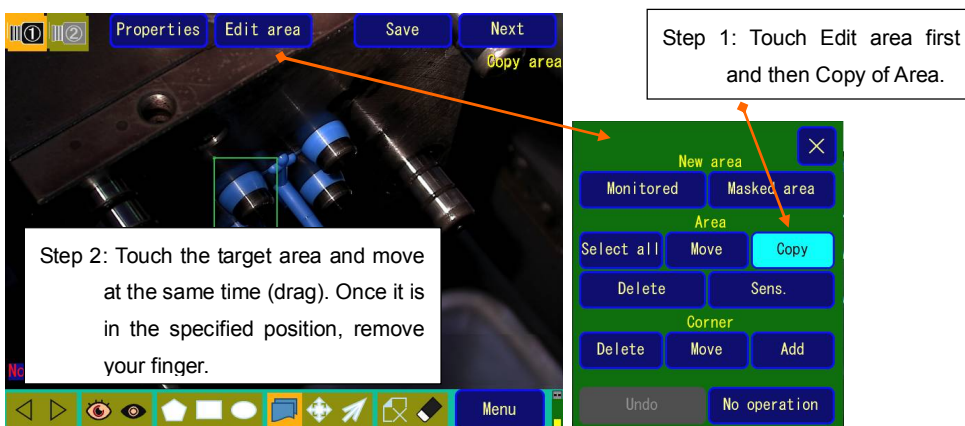 ① ② Properties Edit area Save Next
Copy area
Step 1: Touch Edit area first
and then Copy of Area.
New area
Monitored Masked area
Area
Select all Move Copy
Delete Sens.
Corner
Delete Move Add
Undo No operation
Step 2: Touch the target area and move
at the same time (drag). Once it is
in the specified position, remove
your finger.
No
Menu